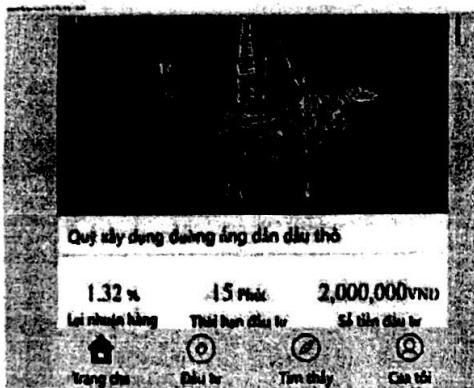 Quỹ xây dựng đường ống dẫn dầu thô
1.32 % 15 Phút 2,000,000VND
Lợi nhuận hàng Thời hạn đầu tư Số tiền đầu tư
Trang chủ Đầu tư Tìm thấy Của tôi